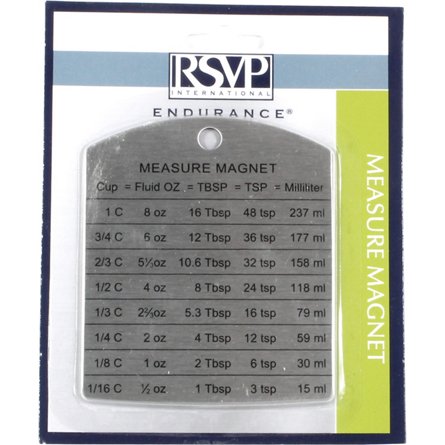 RSVP
INTERNATIONAL
ENDURANCE®
MEASURE MAGNET
Cup = Fluid OZ = TBSP = TSP = Milliliter
1 C 8 oz 16 Tbsp 48 tsp 237 ml
3/4 C 6 oz 12 Tbsp 36 tsp 177 ml
2/3 C 5⅓ oz 10.6 Tbsp 32 tsp 158 ml
1/2 C 4 oz 8 Tbsp 24 tsp 118 ml
1/3 C 2⅔ oz 5.3 Tbsp 16 tsp 79 ml
1/4 C 2 oz 4 Tbsp 12 tsp 59 ml
1/8 C 1 oz 2 Tbsp 6 tsp 30 ml
1/16 C ½ oz 1 Tbsp 3 tsp 15 ml
MEASURE MAGNET